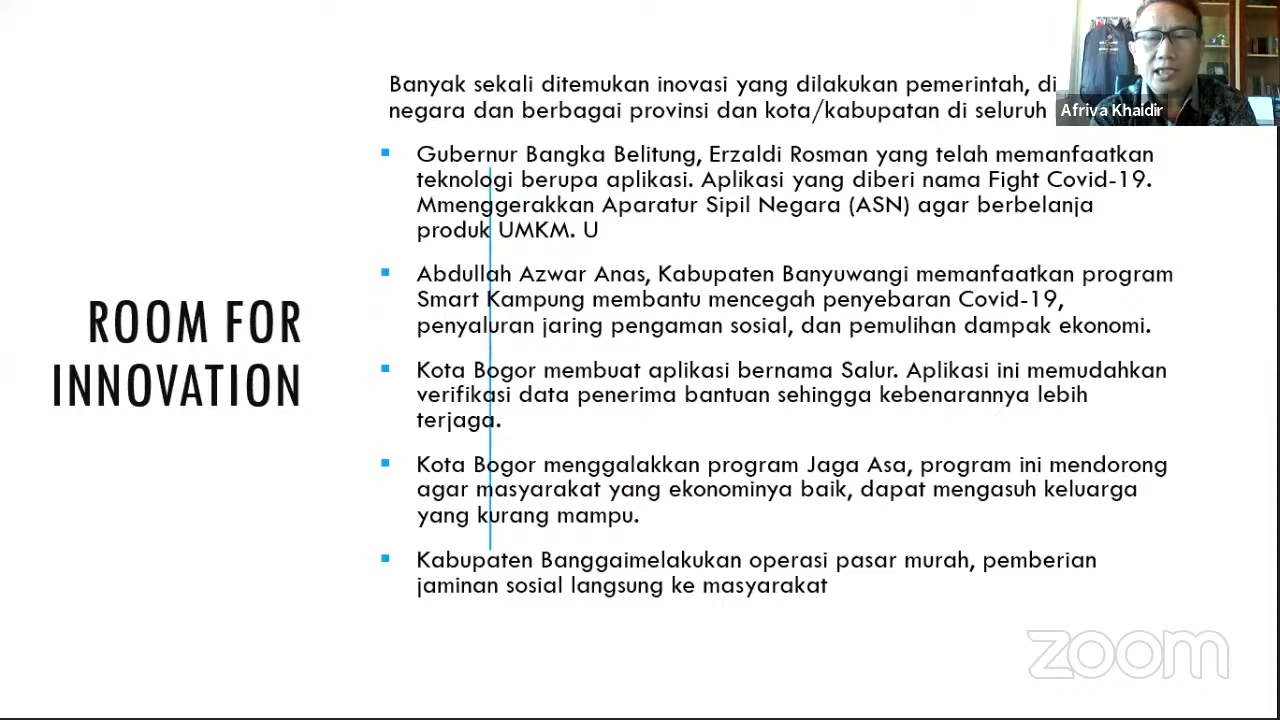 ROOM FOR
INNOVATION
Banyak sekali ditemukan inovasi yang dilakukan pemerintah, di
negara dan berbagai provinsi dan kota/kabupatan di seluruh
Afriva Khaidir
Gubernur Bangka Belitung, Erzaldi Rosman yang telah memanfaatkan
teknologi berupa aplikasi. Aplikasi yang diberi nama Fight Covid-19.
Mmenggerakkan Aparatur Sipil Negara (ASN) agar berbelanja
produk UMKM. U
Abdullah Azwar Anas, Kabupaten Banyuwangi memanfaatkan program
Smart Kampung membantu mencegah penyebaran Covid-19,
penyaluran jaring pengaman sosial, dan pemulihan dampak ekonomi.
Kota Bogor membuat aplikasi bernama Salur. Aplikasi ini memudahkan
verifikasi data penerima bantuan sehingga kebenarannya lebih
terjaga.
Kota Bogor menggalakkan program Jaga Asa, program ini mendorong
agar masyarakat yang ekonominya baik, dapat mengasuh keluarga
yang kurang mampu.
Kabupaten Banggaimelakukan operasi pasar murah, pemberian
jaminan sosial langsung ke masyarakat
zoom